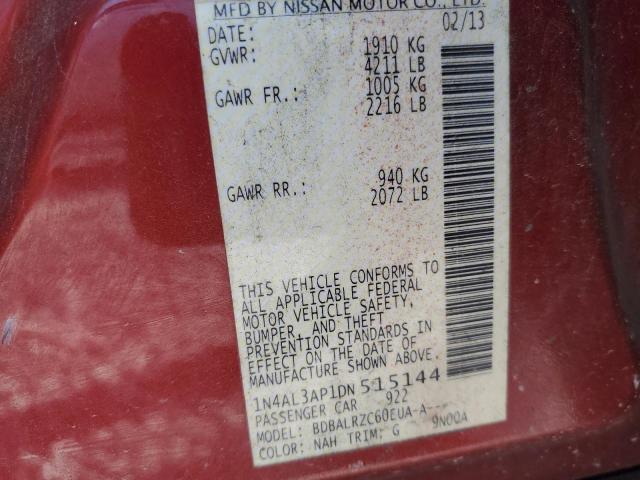 MFD BY NISSAN MOTOR CO., LTD.
DATE: 02/13
GVWR: 1910 KG
4211 LB
GAWR FR.: 1005 KG
2216 LB
GAWR RR.: 940 KG
2072 LB
THIS VEHICLE CONFORMS TO
ALL APPLICABLE FEDERAL
MOTOR VEHICLE SAFETY,
BUMPER, AND THEFT
PREVENTION STANDARDS IN
EFFECT ON THE DATE OF
MANUFACTURE SHOWN ABOVE.
1N4AL3AP1DN515144
PASSENGER CAR 922
MODEL: BDBALRZC60EUA-A---
COLOR: NAH TRIM: G 9N00A